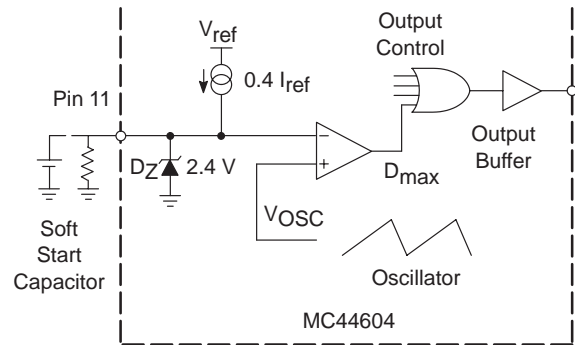 Vref
0.4 Iref
Output
Control
Pin 11
DZ 2.4 V
−
+
Dmax
Output
Buffer
VOSC
Soft
Start
Capacitor
Oscillator
MC44604